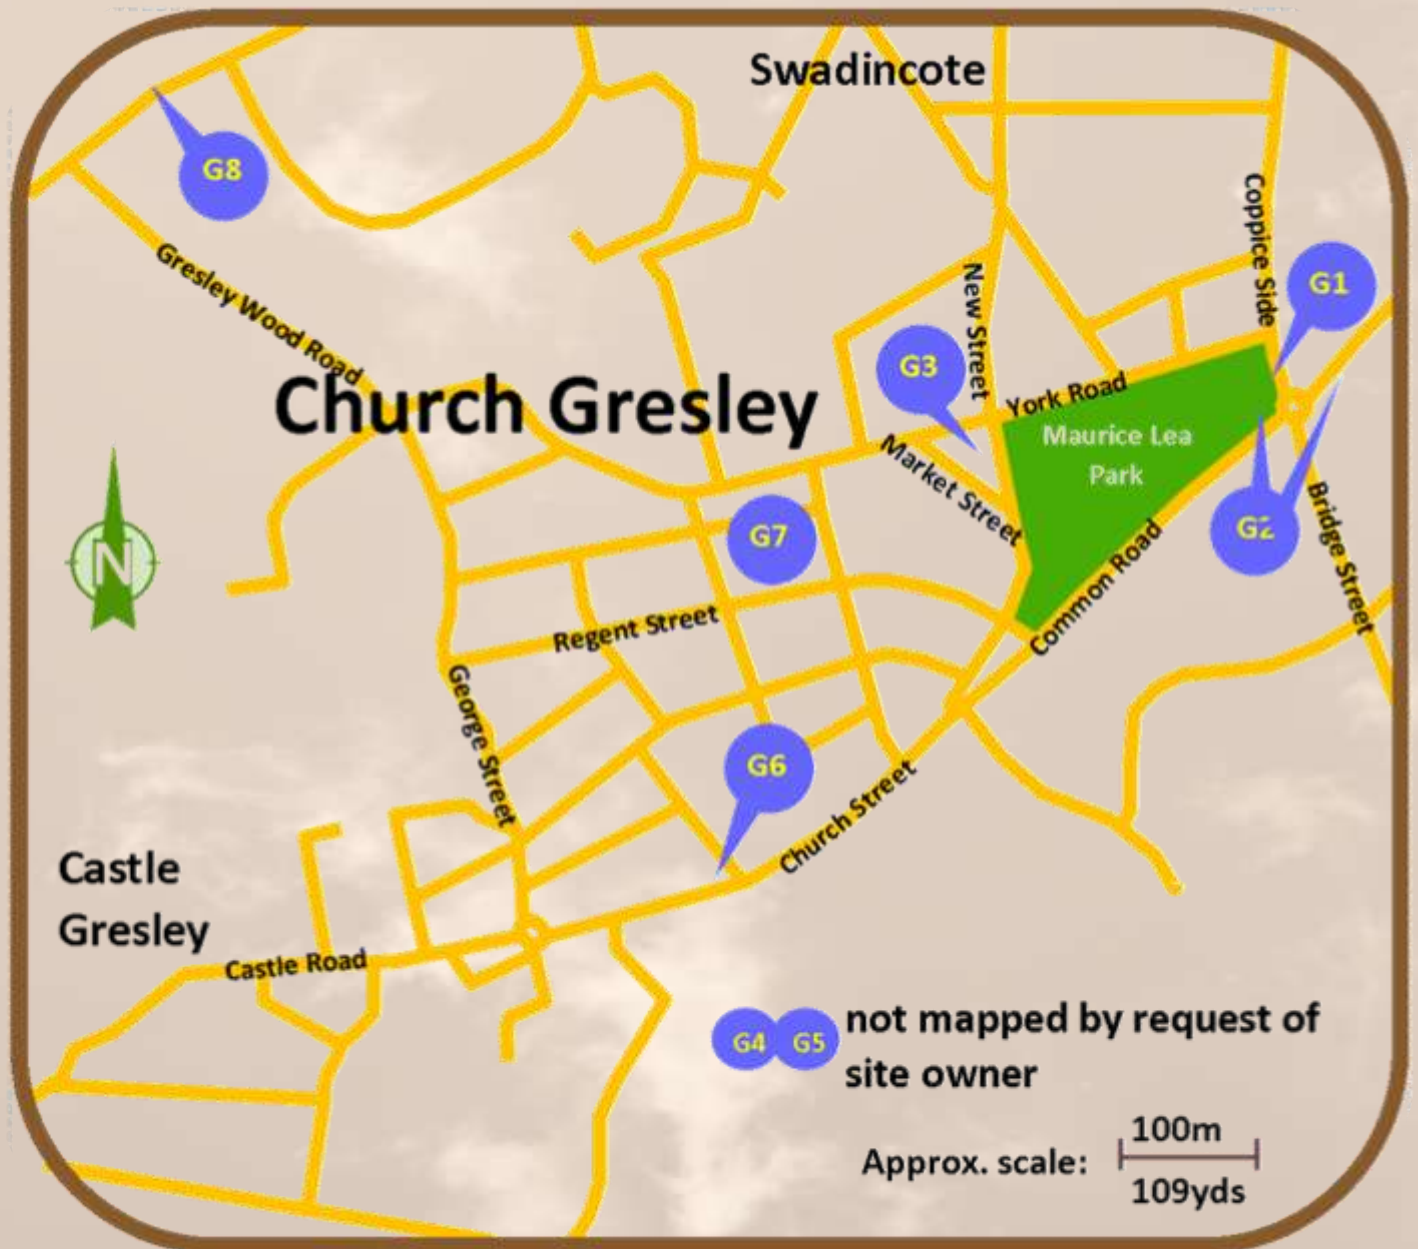 Swadincote
G8
Coppice Side
Gresley Wood Road
New Street
G1
G3
Church Gresley
York Road
Maurice Lea
Park
Market Street
N
G7
G2
Bridge Street
Common Road
Regent Street
George Street
G6
Church Street
Castle
Gresley
Castle Road
G4 G5 not mapped by request of
site owner
100m
Approx. scale:
109yds